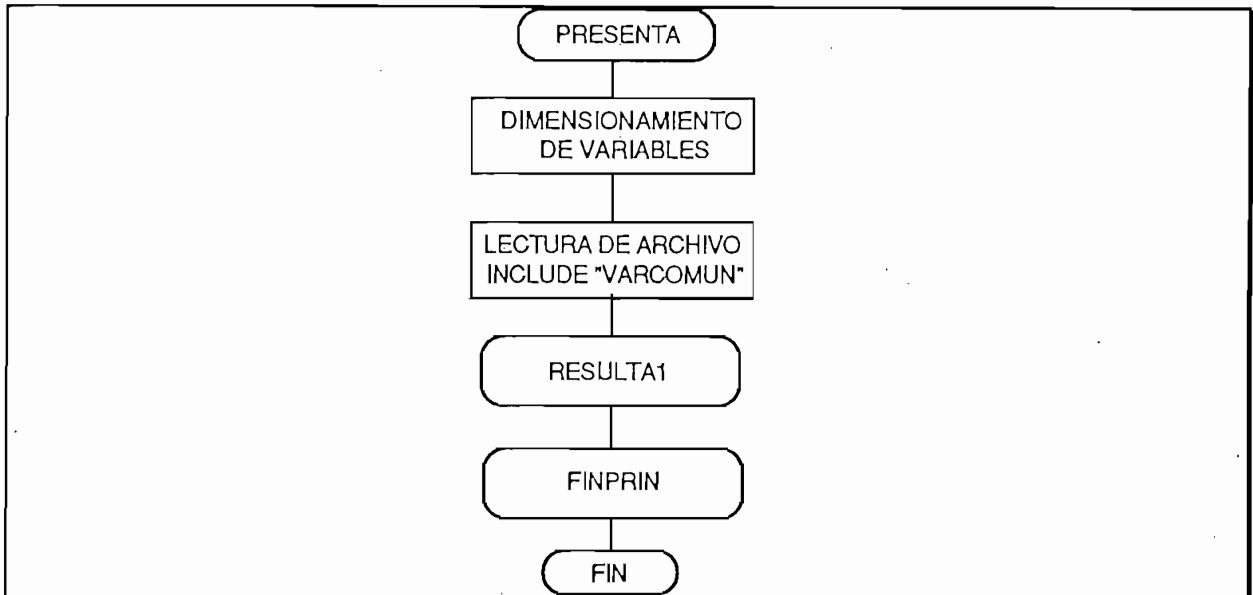 PRESENTA
DIMENSIONAMIENTO
DE VARIABLES
LECTURA DE ARCHIVO
INCLUDE "VARCOMUN"
RESULTA1
FINPRIN
FIN